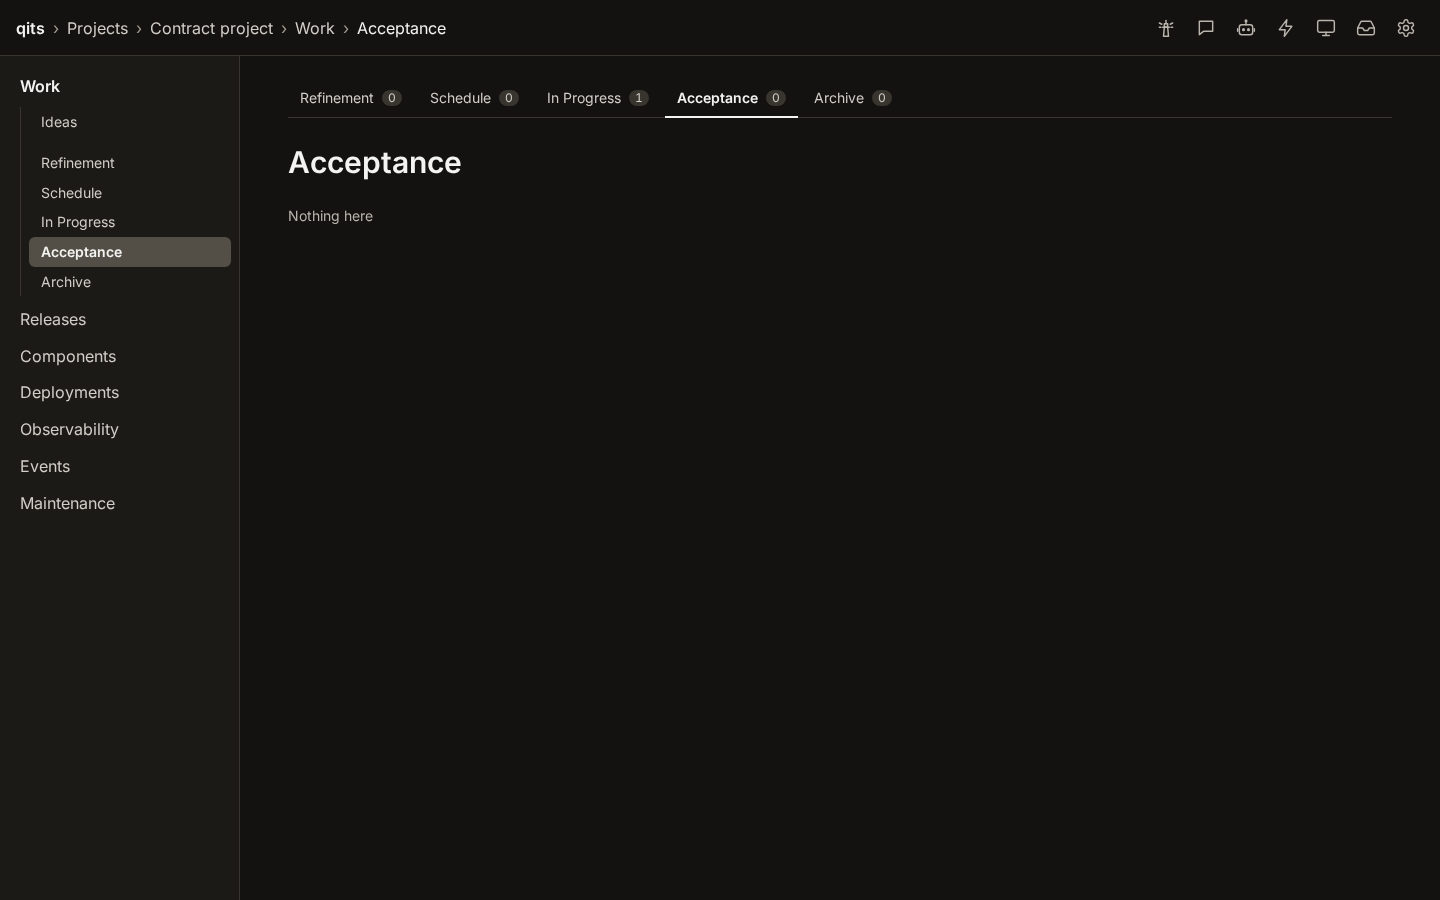 qits › Projects › Contract project › Work › Acceptance
Work
Ideas
Refinement
Schedule
In Progress
Acceptance
Archive
Releases
Components
Deployments
Observability
Events
Maintenance
Refinement 0 Schedule 0 In Progress 1 Acceptance 0 Archive 0
Acceptance
Nothing here